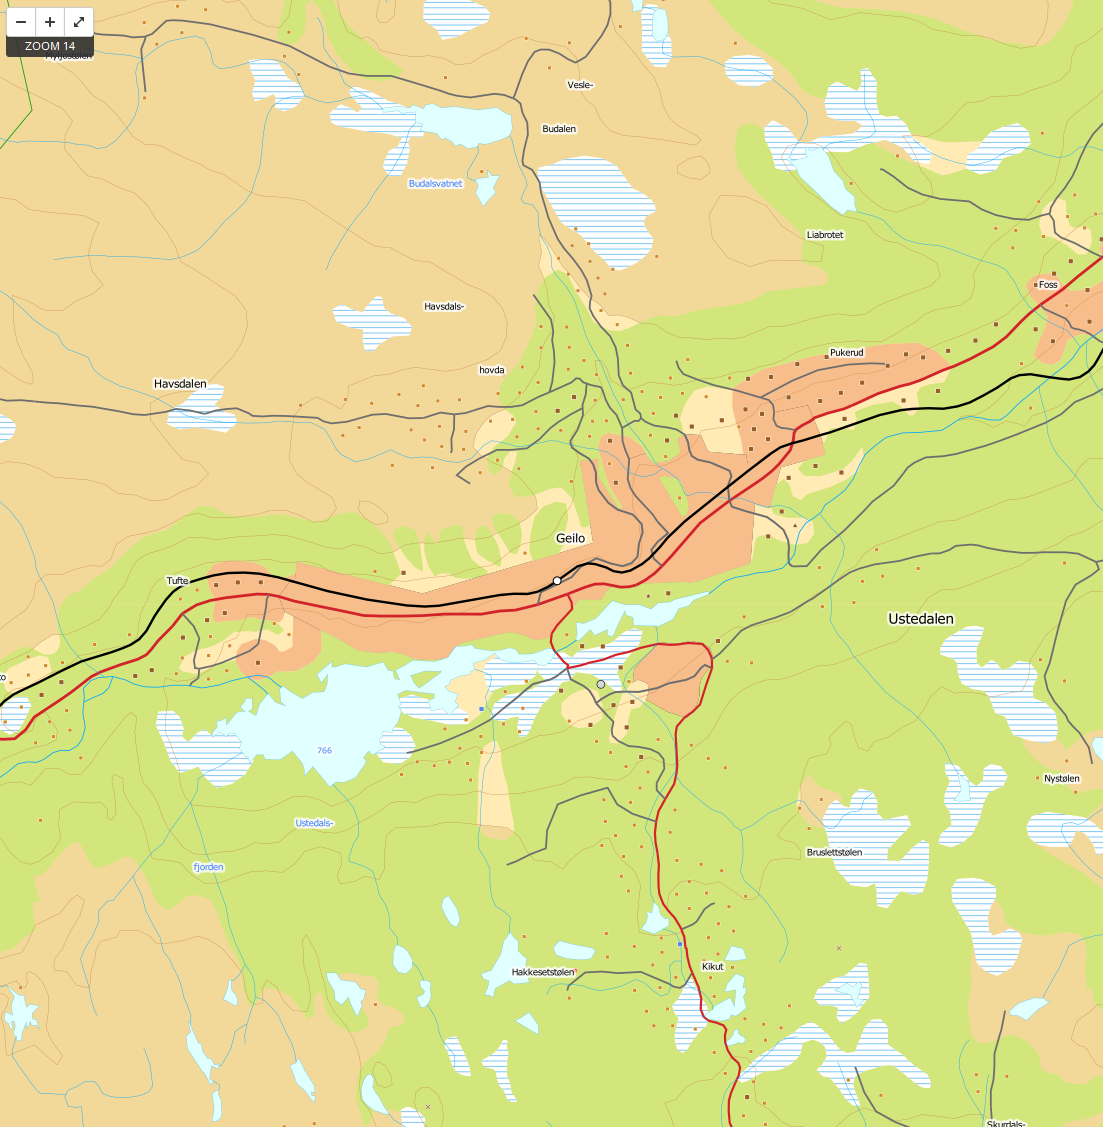 − +
ZOOM 14
Vesle-
Budalen
Budalsvatnet
Liabrotet
Foss
Havsdals-
Pukerud
hovda
Havsdalen
Geilo
Tufte
Ustedalen
to
766
Nystølen
Ustedals-
Bruslettstølen
fjorden
Kikut
Hakkesetstølen
Skurdals-